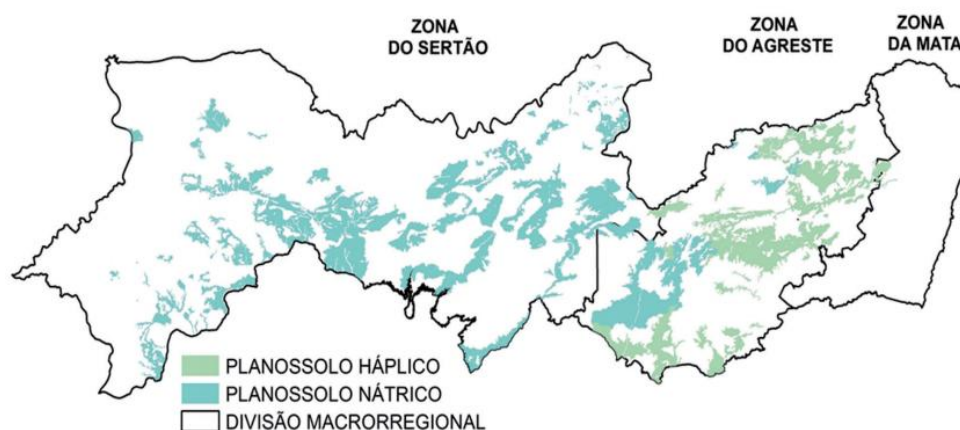 ZONA
DO SERTÃO
ZONA
DO AGRESTE
ZONA
DA MATA
PLANOSSOLO HÁPLICO
PLANOSSOLO NÁTRICO
DIVISÃO MACRORREGIONAL